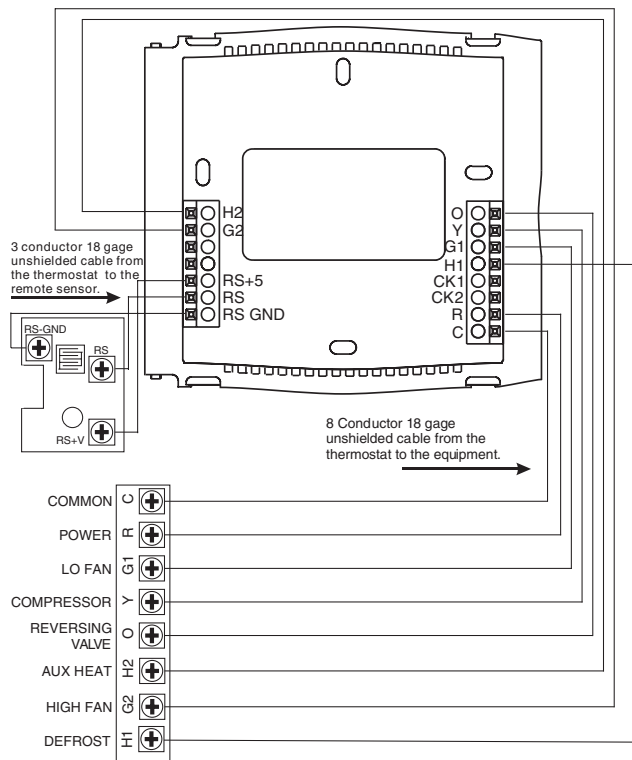 H2
G2
RS+5
RS
RS GND
O
Y
G1
H1
CK1
CK2
R
C
3 conductor 18 gage
unshielded cable from
the thermostat to the
remote sensor.
RS-GND
RS
RS+V
8 Conductor 18 gage
unshielded cable from the
thermostat to the equipment.
COMMON C
POWER R
LO FAN G1
COMPRESSOR Y
REVERSING
VALVE O
AUX HEAT H2
HIGH FAN G2
DEFROST H1